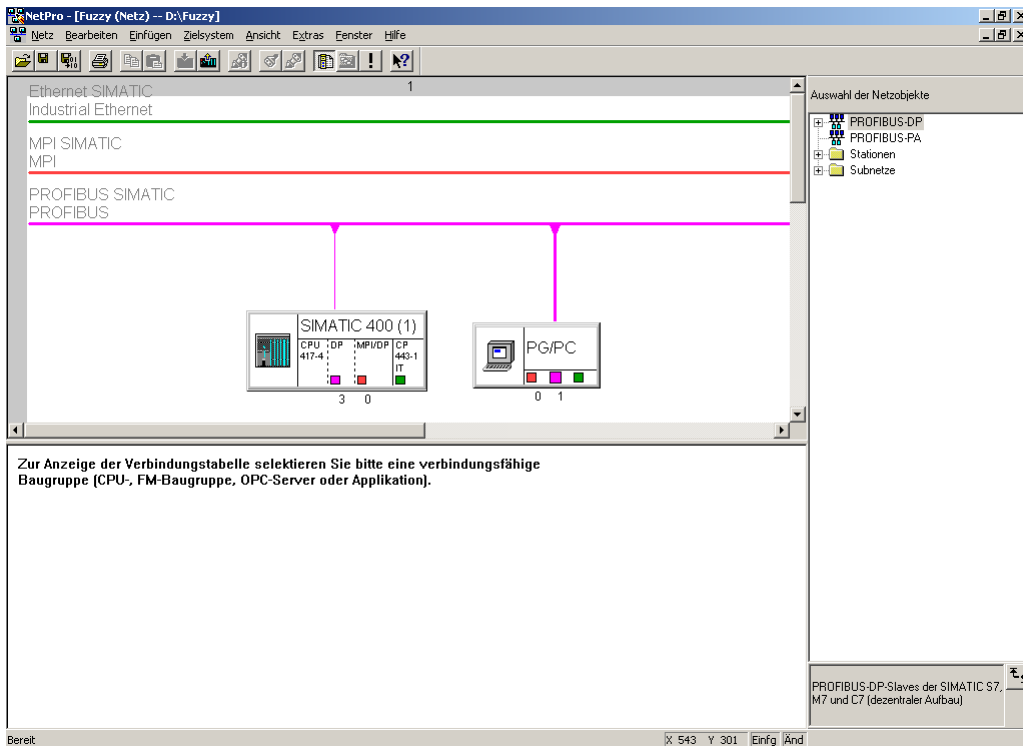 NetPro - [Fuzzy (Netz) -- D:\Fuzzy]
Netz Bearbeiten Einfügen Zielsystem Ansicht Extras Fenster Hilfe
1
Ethernet SIMATIC
Industrial Ethernet
MPI SIMATIC
MPI
PROFIBUS SIMATIC
PROFIBUS
SIMATIC 400 (1)
CPU 417-4
DP
MPI/DP
CP 443-1 IT
3 0
PG/PC
0 1
Auswahl der Netzobjekte
PROFIBUS-DP
PROFIBUS-PA
Stationen
Subnetze
Zur Anzeige der Verbindungstabelle selektieren Sie bitte eine verbindungsfähige
Baugruppe (CPU-, FM-Baugruppe, OPC-Server oder Applikation).
PROFIBUS-DP-Slaves der SIMATIC S7,
M7 und C7 (dezentraler Aufbau)
Bereit
X 543 Y 301 Einfg Änd